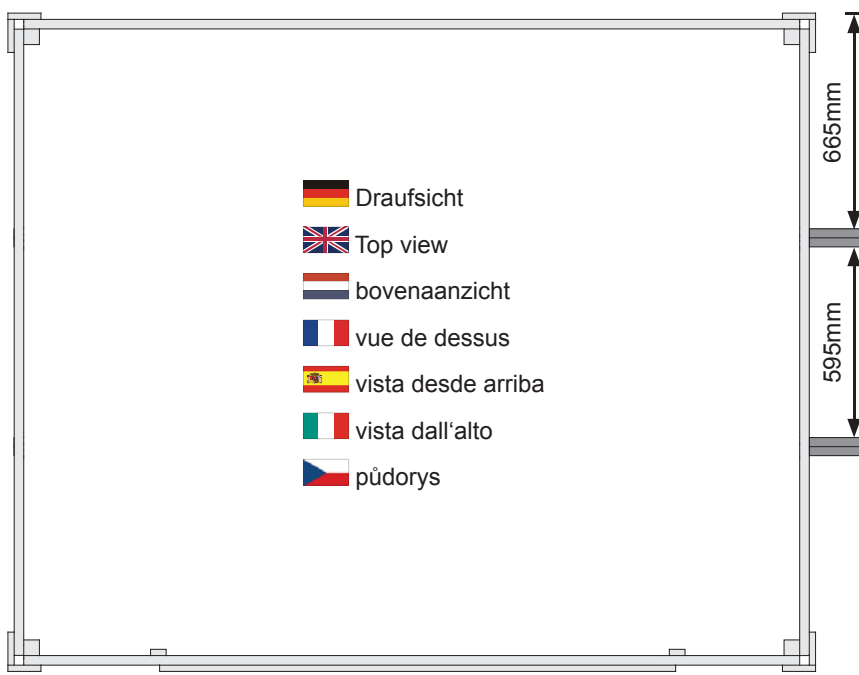 Draufsicht
Top view
bovenaanzicht
vue de dessus
vista desde arriba
vista dall‘alto
půdorys
665mm
595mm